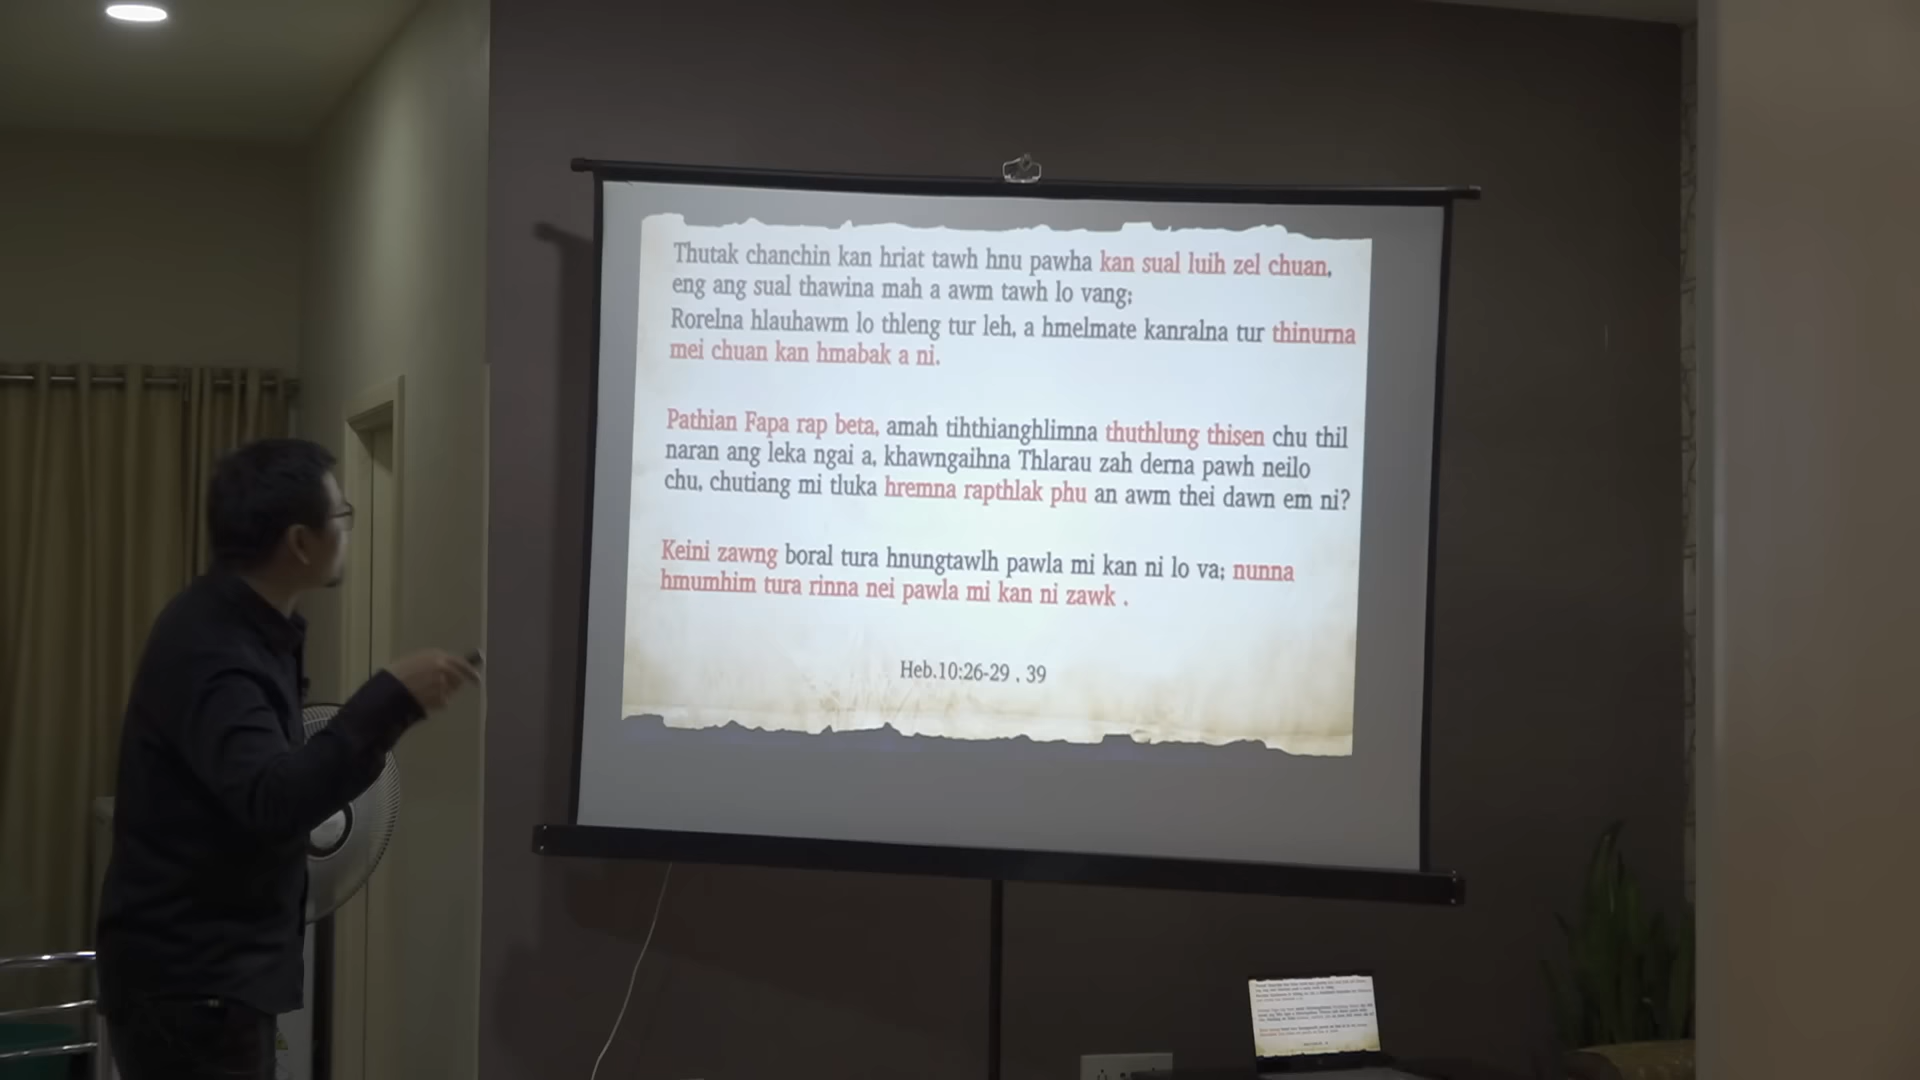 Thutak chanchin kan hriat tawh hnu pawha kan sual luih zel chuan,
eng ang sual thawina mah a awm tawh lo vang;
Rorelna hlauhawm lo thleng tur leh, a hmelmate kanralna tur thinurna
mei chuan kan hmabak a ni.
Pathian Fapa rap beta, amah tihthianghlimna thuthlung thisen chu thil
naran ang leka ngai a, khawngaihna Thlarau zah derna pawh neilo
chu, chutiang mi tluka hremna rapthlak phu an awm thei dawn em ni?
Keini zawng boral tura hnungtawlh pawla mi kan ni lo va; nunna
hmumhim tura rinna nei pawla mi kan ni zawk .
Heb.10:26-29 , 39